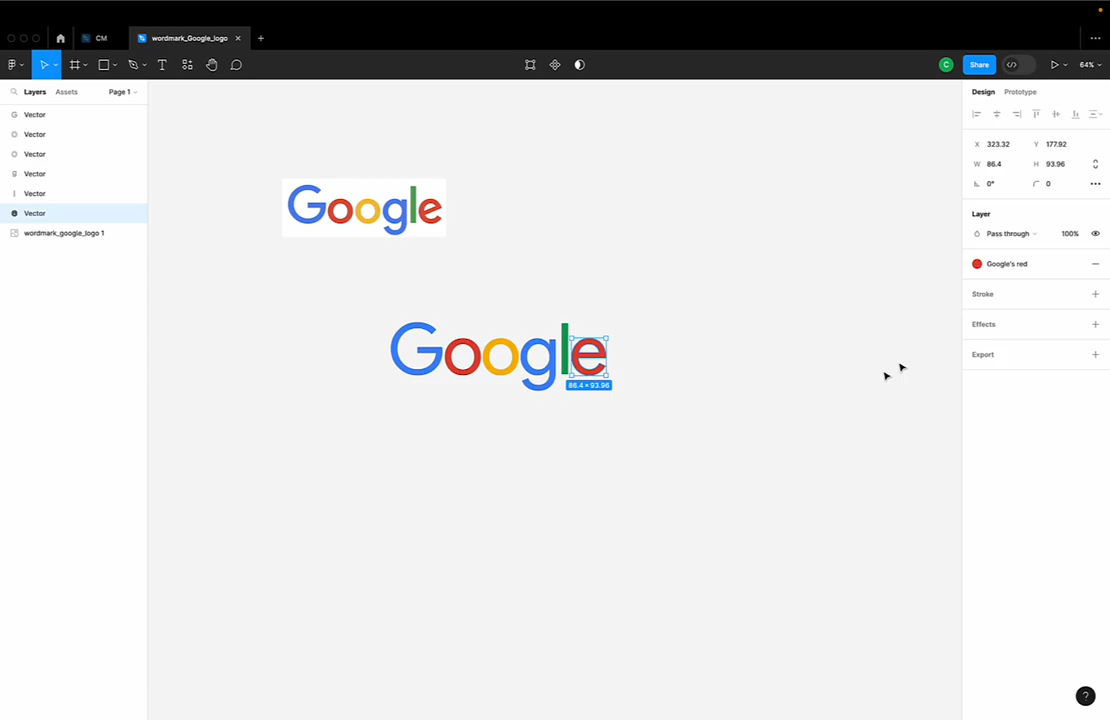 CM
wordmark_Google_logo
C
Share
64%
Layers
Assets
Page 1
Vector
Vector
Vector
Vector
Vector
Vector
wordmark_google_logo 1
Google
Google
86.4 × 93.96
Design
Prototype
X 323.32 Y 177.92
W 86.4 H 93.96
0° 0
Layer
Pass through 100%
Google's red
Stroke
Effects
Export
?